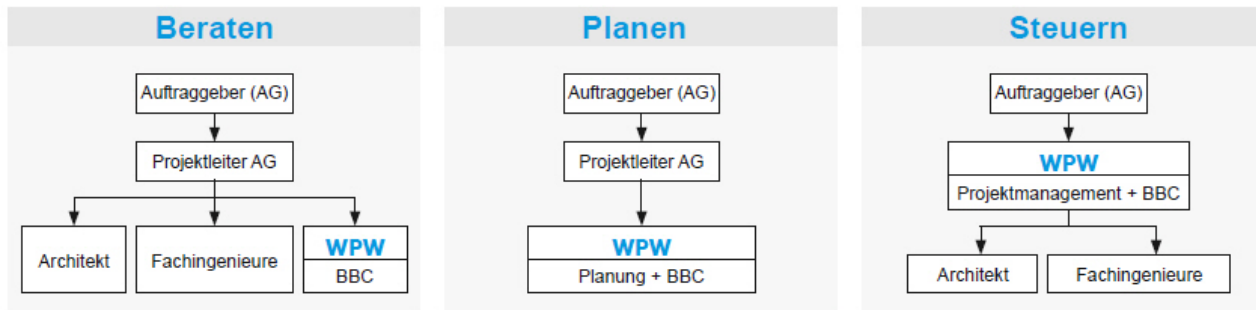 Beraten
Auftraggeber (AG)
Projektleiter AG
Architekt
Fachingenieure
WPW
BBC
Planen
Auftraggeber (AG)
Projektleiter AG
WPW
Planung + BBC
Steuern
Auftraggeber (AG)
WPW
Projektmanagement + BBC
Architekt
Fachingenieure